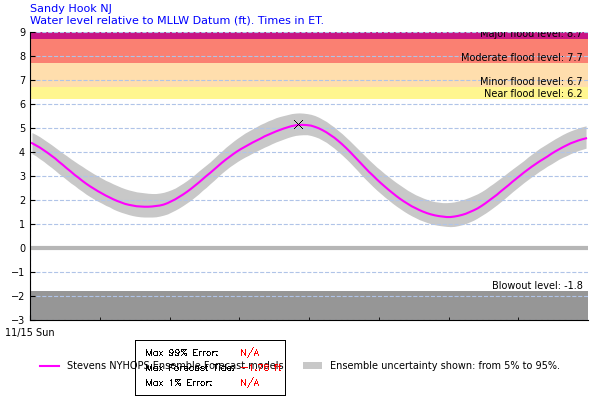 Sandy Hook NJ
Water level relative to MLLW Datum (ft). Times in ET.
9
Major flood level: 8.7
8
Moderate flood level: 7.7
7
Minor flood level: 6.7
Near flood level: 6.2
6
5
4
3
2
1
0
−1
Blowout level: -1.8
−2
−3
11/15 Sun
Max 99% Error: N/A
Stevens NYHOPS Ensemble Forecast models
Ensemble uncertainty shown: from 5% to 95%.
Max Forecast Tide:
Max 1% Error: N/A